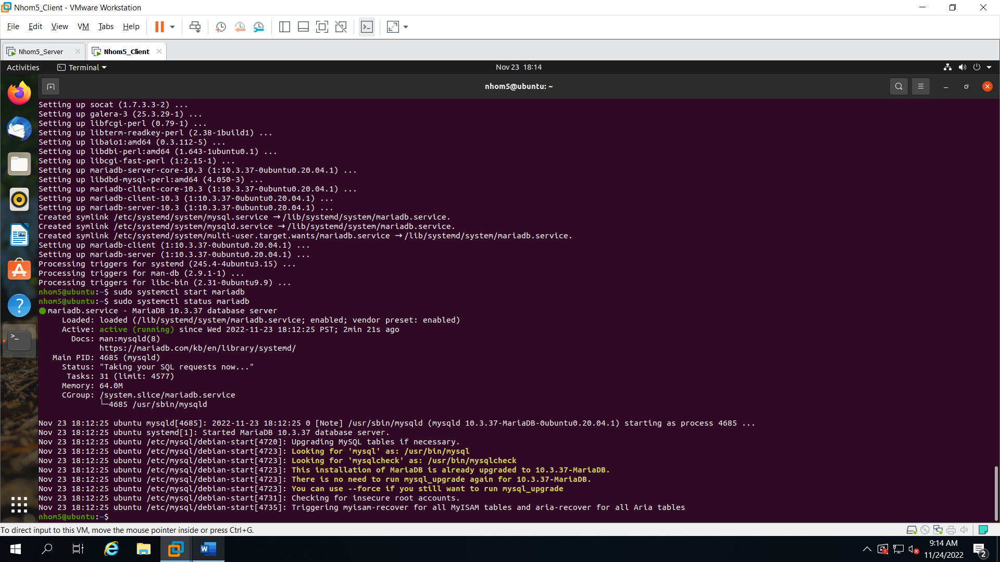 Nhom5_Client - VMware Workstation
File Edit View VM Tabs Help
Nhom5_Server
Nhom5_Client
Activities Terminal Nov 23 18:14
nhom5@ubuntu: ~
Setting up socat (1.7.3.3-2) ...
Setting up galera-3 (25.3.29-1) ...
Setting up libfcgi-perl (0.79-1) ...
Setting up libterm-readkey-perl (2.38-1build1) ...
Setting up libaio1:amd64 (0.3.112-5) ...
Setting up libdbi-perl:amd64 (1.643-1ubuntu0.1) ...
Setting up libcgi-fast-perl (1:2.15-1) ...
Setting up mariadb-server-core-10.3 (1:10.3.37-0ubuntu0.20.04.1) ...
Setting up libdbd-mysql-perl:amd64 (4.050-3) ...
Setting up mariadb-client-core-10.3 (1:10.3.37-0ubuntu0.20.04.1) ...
Setting up mariadb-client-10.3 (1:10.3.37-0ubuntu0.20.04.1) ...
Setting up mariadb-server-10.3 (1:10.3.37-0ubuntu0.20.04.1) ...
Created symlink /etc/systemd/system/mysql.service → /lib/systemd/system/mariadb.service.
Created symlink /etc/systemd/system/mysqld.service → /lib/systemd/system/mariadb.service.
Created symlink /etc/systemd/system/multi-user.target.wants/mariadb.service → /lib/systemd/system/mariadb.service.
Setting up mariadb-client (1:10.3.37-0ubuntu0.20.04.1) ...
Setting up mariadb-server (1:10.3.37-0ubuntu0.20.04.1) ...
Processing triggers for systemd (245.4-4ubuntu3.15) ...
Processing triggers for man-db (2.9.1-1) ...
Processing triggers for libc-bin (2.31-0ubuntu9.9) ...
nhom5@ubuntu:~$ sudo systemctl start mariadb
nhom5@ubuntu:~$ sudo systemctl status mariadb
● mariadb.service - MariaDB 10.3.37 database server
Loaded: loaded (/lib/systemd/system/mariadb.service; enabled; vendor preset: enabled)
Active: active (running) since Wed 2022-11-23 18:12:25 PST; 2min 21s ago
Docs: man:mysqld(8)
https://mariadb.com/kb/en/library/systemd/
Main PID: 4685 (mysqld)
Status: "Taking your SQL requests now..."
Tasks: 31 (limit: 4577)
Memory: 64.0M
CGroup: /system.slice/mariadb.service
└─4685 /usr/sbin/mysqld
Nov 23 18:12:25 ubuntu mysqld[4685]: 2022-11-23 18:12:25 0 [Note] /usr/sbin/mysqld (mysqld 10.3.37-MariaDB-0ubuntu0.20.04.1) starting as process 4685 ...
Nov 23 18:12:25 ubuntu systemd[1]: Started MariaDB 10.3.37 database server.
Nov 23 18:12:25 ubuntu /etc/mysql/debian-start[4720]: Upgrading MySQL tables if necessary.
Nov 23 18:12:25 ubuntu /etc/mysql/debian-start[4723]: Looking for 'mysql' as: /usr/bin/mysql
Nov 23 18:12:25 ubuntu /etc/mysql/debian-start[4723]: Looking for 'mysqlcheck' as: /usr/bin/mysqlcheck
Nov 23 18:12:25 ubuntu /etc/mysql/debian-start[4723]: This installation of MariaDB is already upgraded to 10.3.37-MariaDB.
Nov 23 18:12:25 ubuntu /etc/mysql/debian-start[4723]: There is no need to run mysql_upgrade again for 10.3.37-MariaDB.
Nov 23 18:12:25 ubuntu /etc/mysql/debian-start[4723]: You can use --force if you still want to run mysql_upgrade
Nov 23 18:12:25 ubuntu /etc/mysql/debian-start[4731]: Checking for insecure root accounts.
Nov 23 18:12:25 ubuntu /etc/mysql/debian-start[4735]: Triggering myisam-recover for all MyISAM tables and aria-recover for all Aria tables
nhom5@ubuntu:~$
To direct input to this VM, move the mouse pointer inside or press Ctrl+G.
9:14 AM
11/24/2022
2